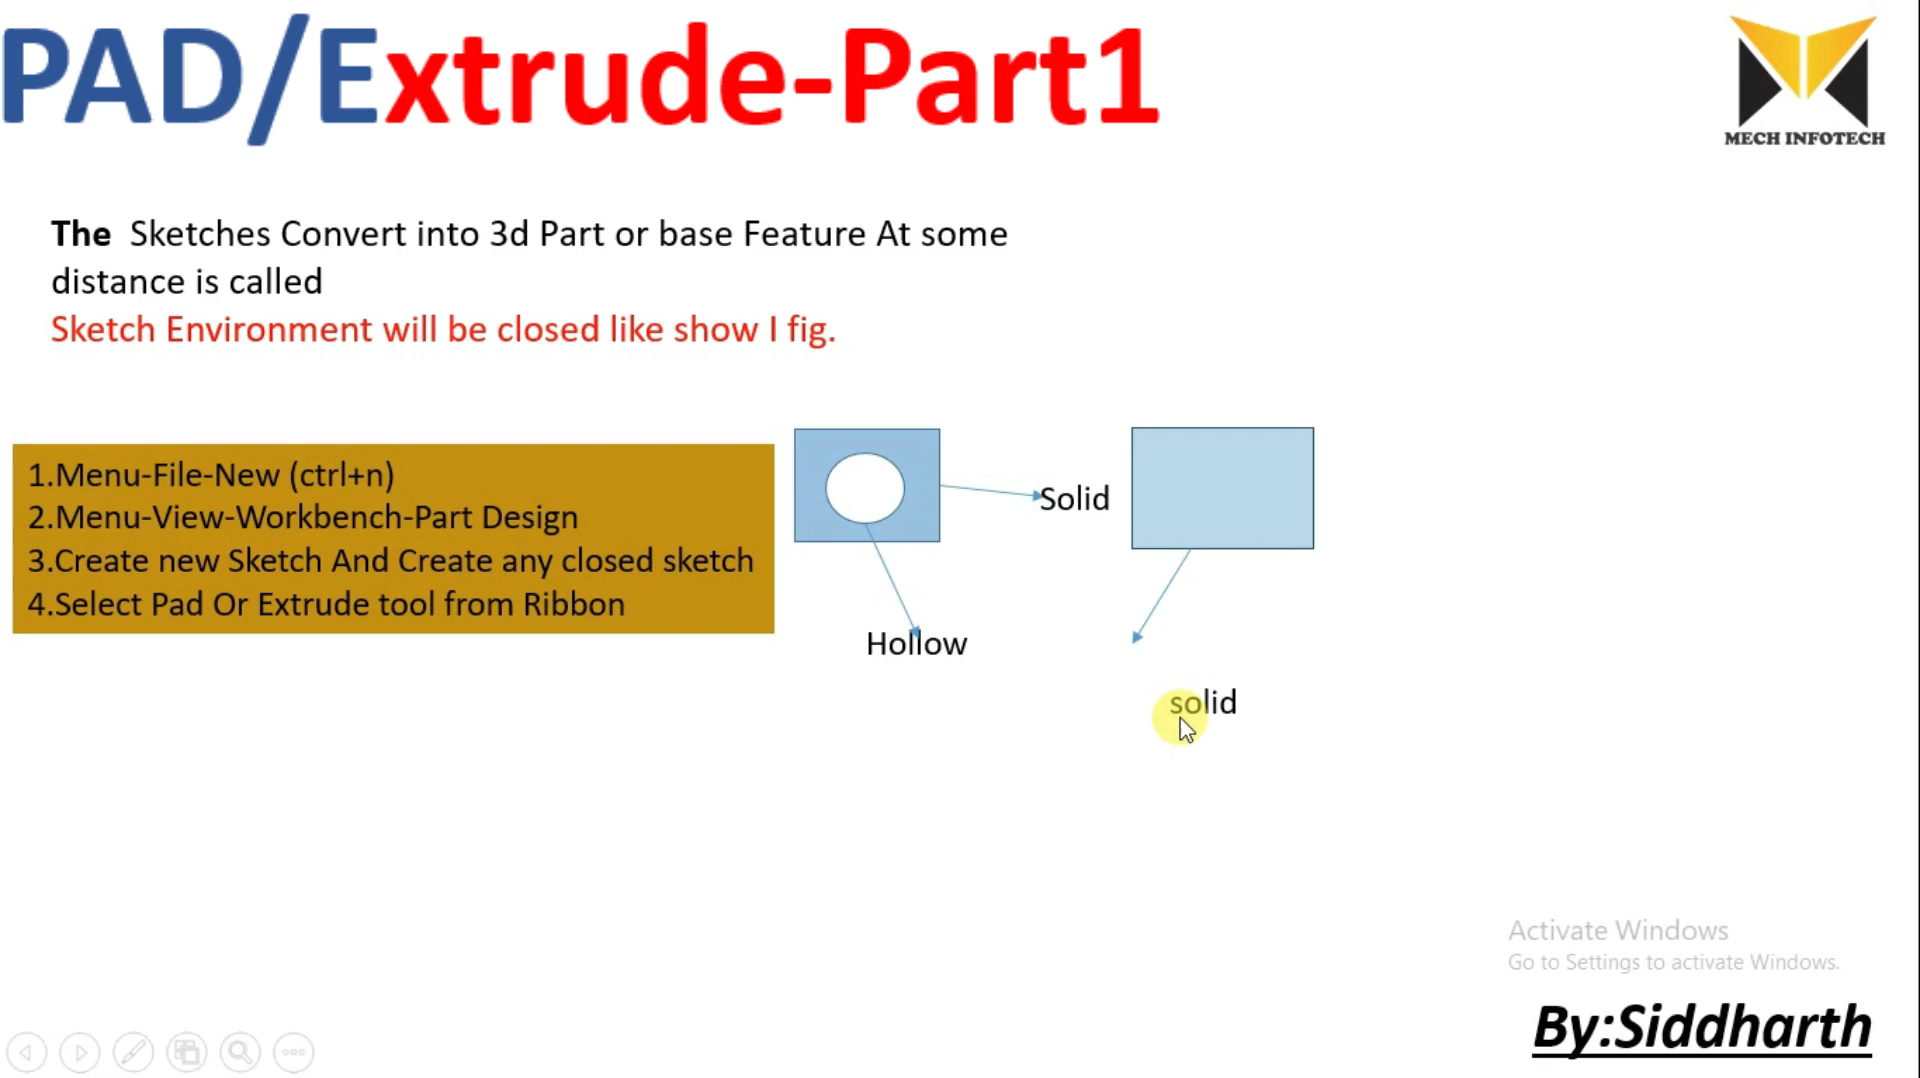 PAD/Extrude-Part1
MECH INFOTECH
The Sketches Convert into 3d Part or base Feature At some
distance is called
Sketch Environment will be closed like show I fig.
1.Menu-File-New (ctrl+n)
2.Menu-View-Workbench-Part Design
3.Create new Sketch And Create any closed sketch
4.Select Pad Or Extrude tool from Ribbon
Solid
Hollow
solid
Activate Windows
Go to Settings to activate Windows.
By:Siddharth